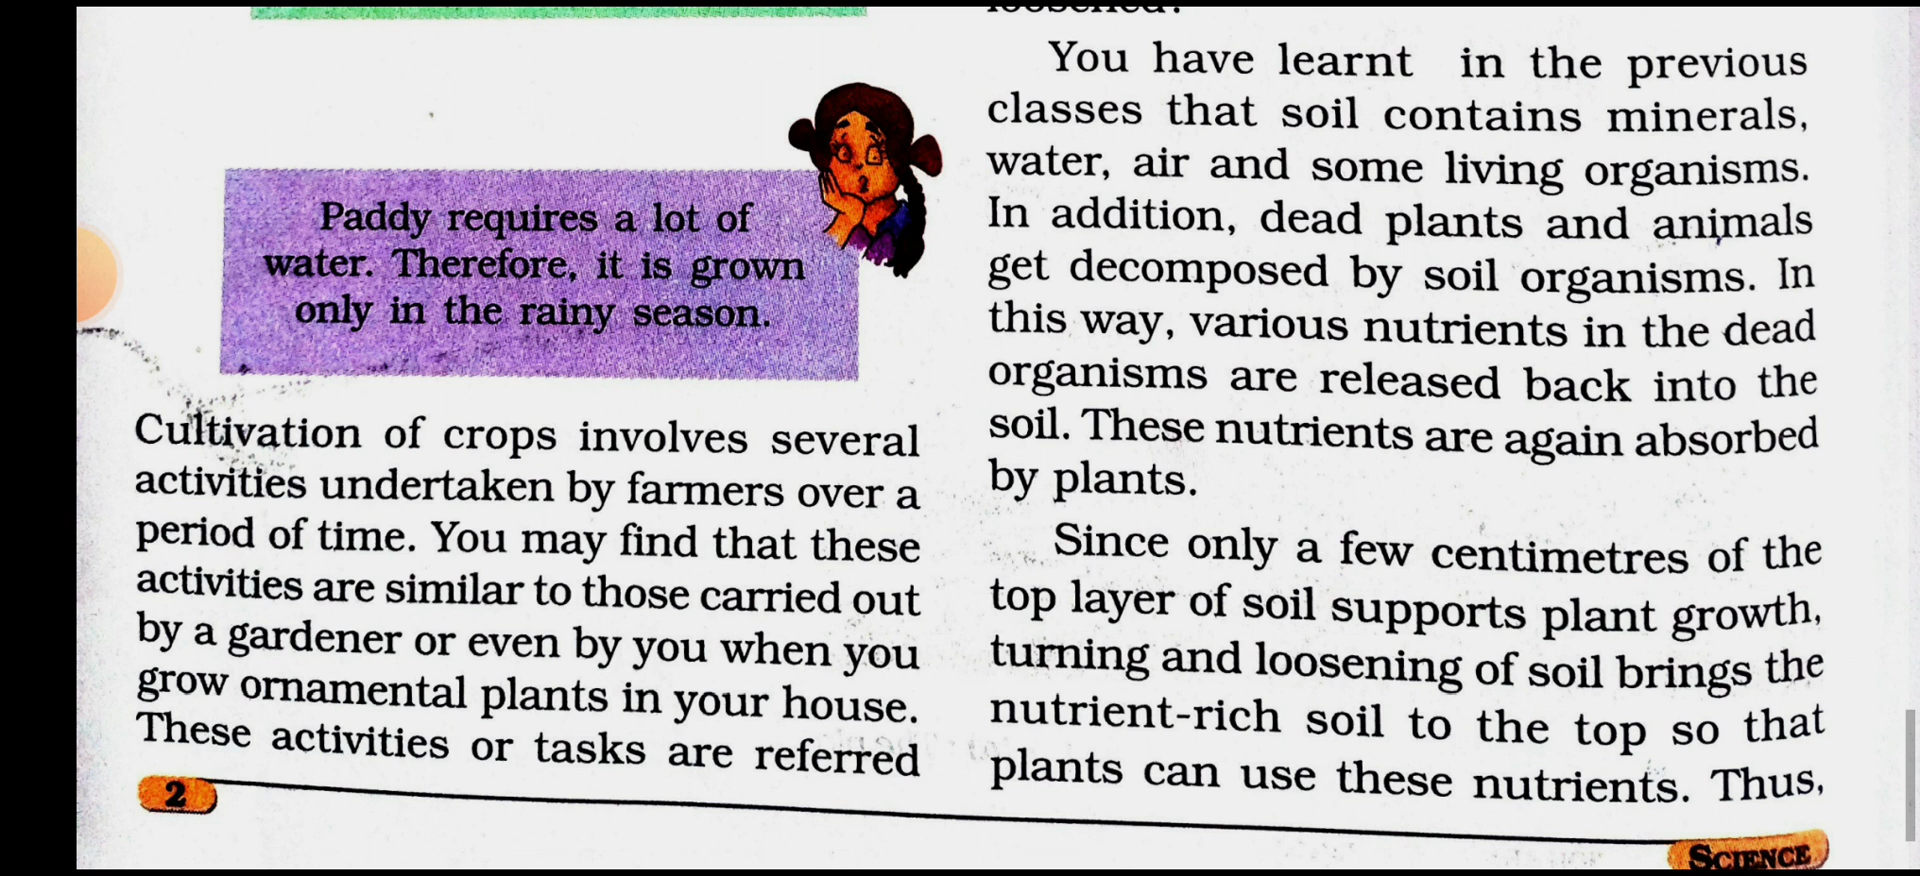 Paddy requires a lot of
water. Therefore, it is grown
only in the rainy season.
Cultivation of crops involves several
activities undertaken by farmers over a
period of time. You may find that these
activities are similar to those carried out
by a gardener or even by you when you
grow ornamental plants in your house.
These activities or tasks are referred
2
You have learnt in the previous
classes that soil contains minerals,
water, air and some living organisms.
In addition, dead plants and animals
get decomposed by soil organisms. In
this way, various nutrients in the dead
organisms are released back into the
soil. These nutrients are again absorbed
by plants.
Since only a few centimetres of the
top layer of soil supports plant growth,
turning and loosening of soil brings the
nutrient-rich soil to the top so that
plants can use these nutrients. Thus,
SCIENCE